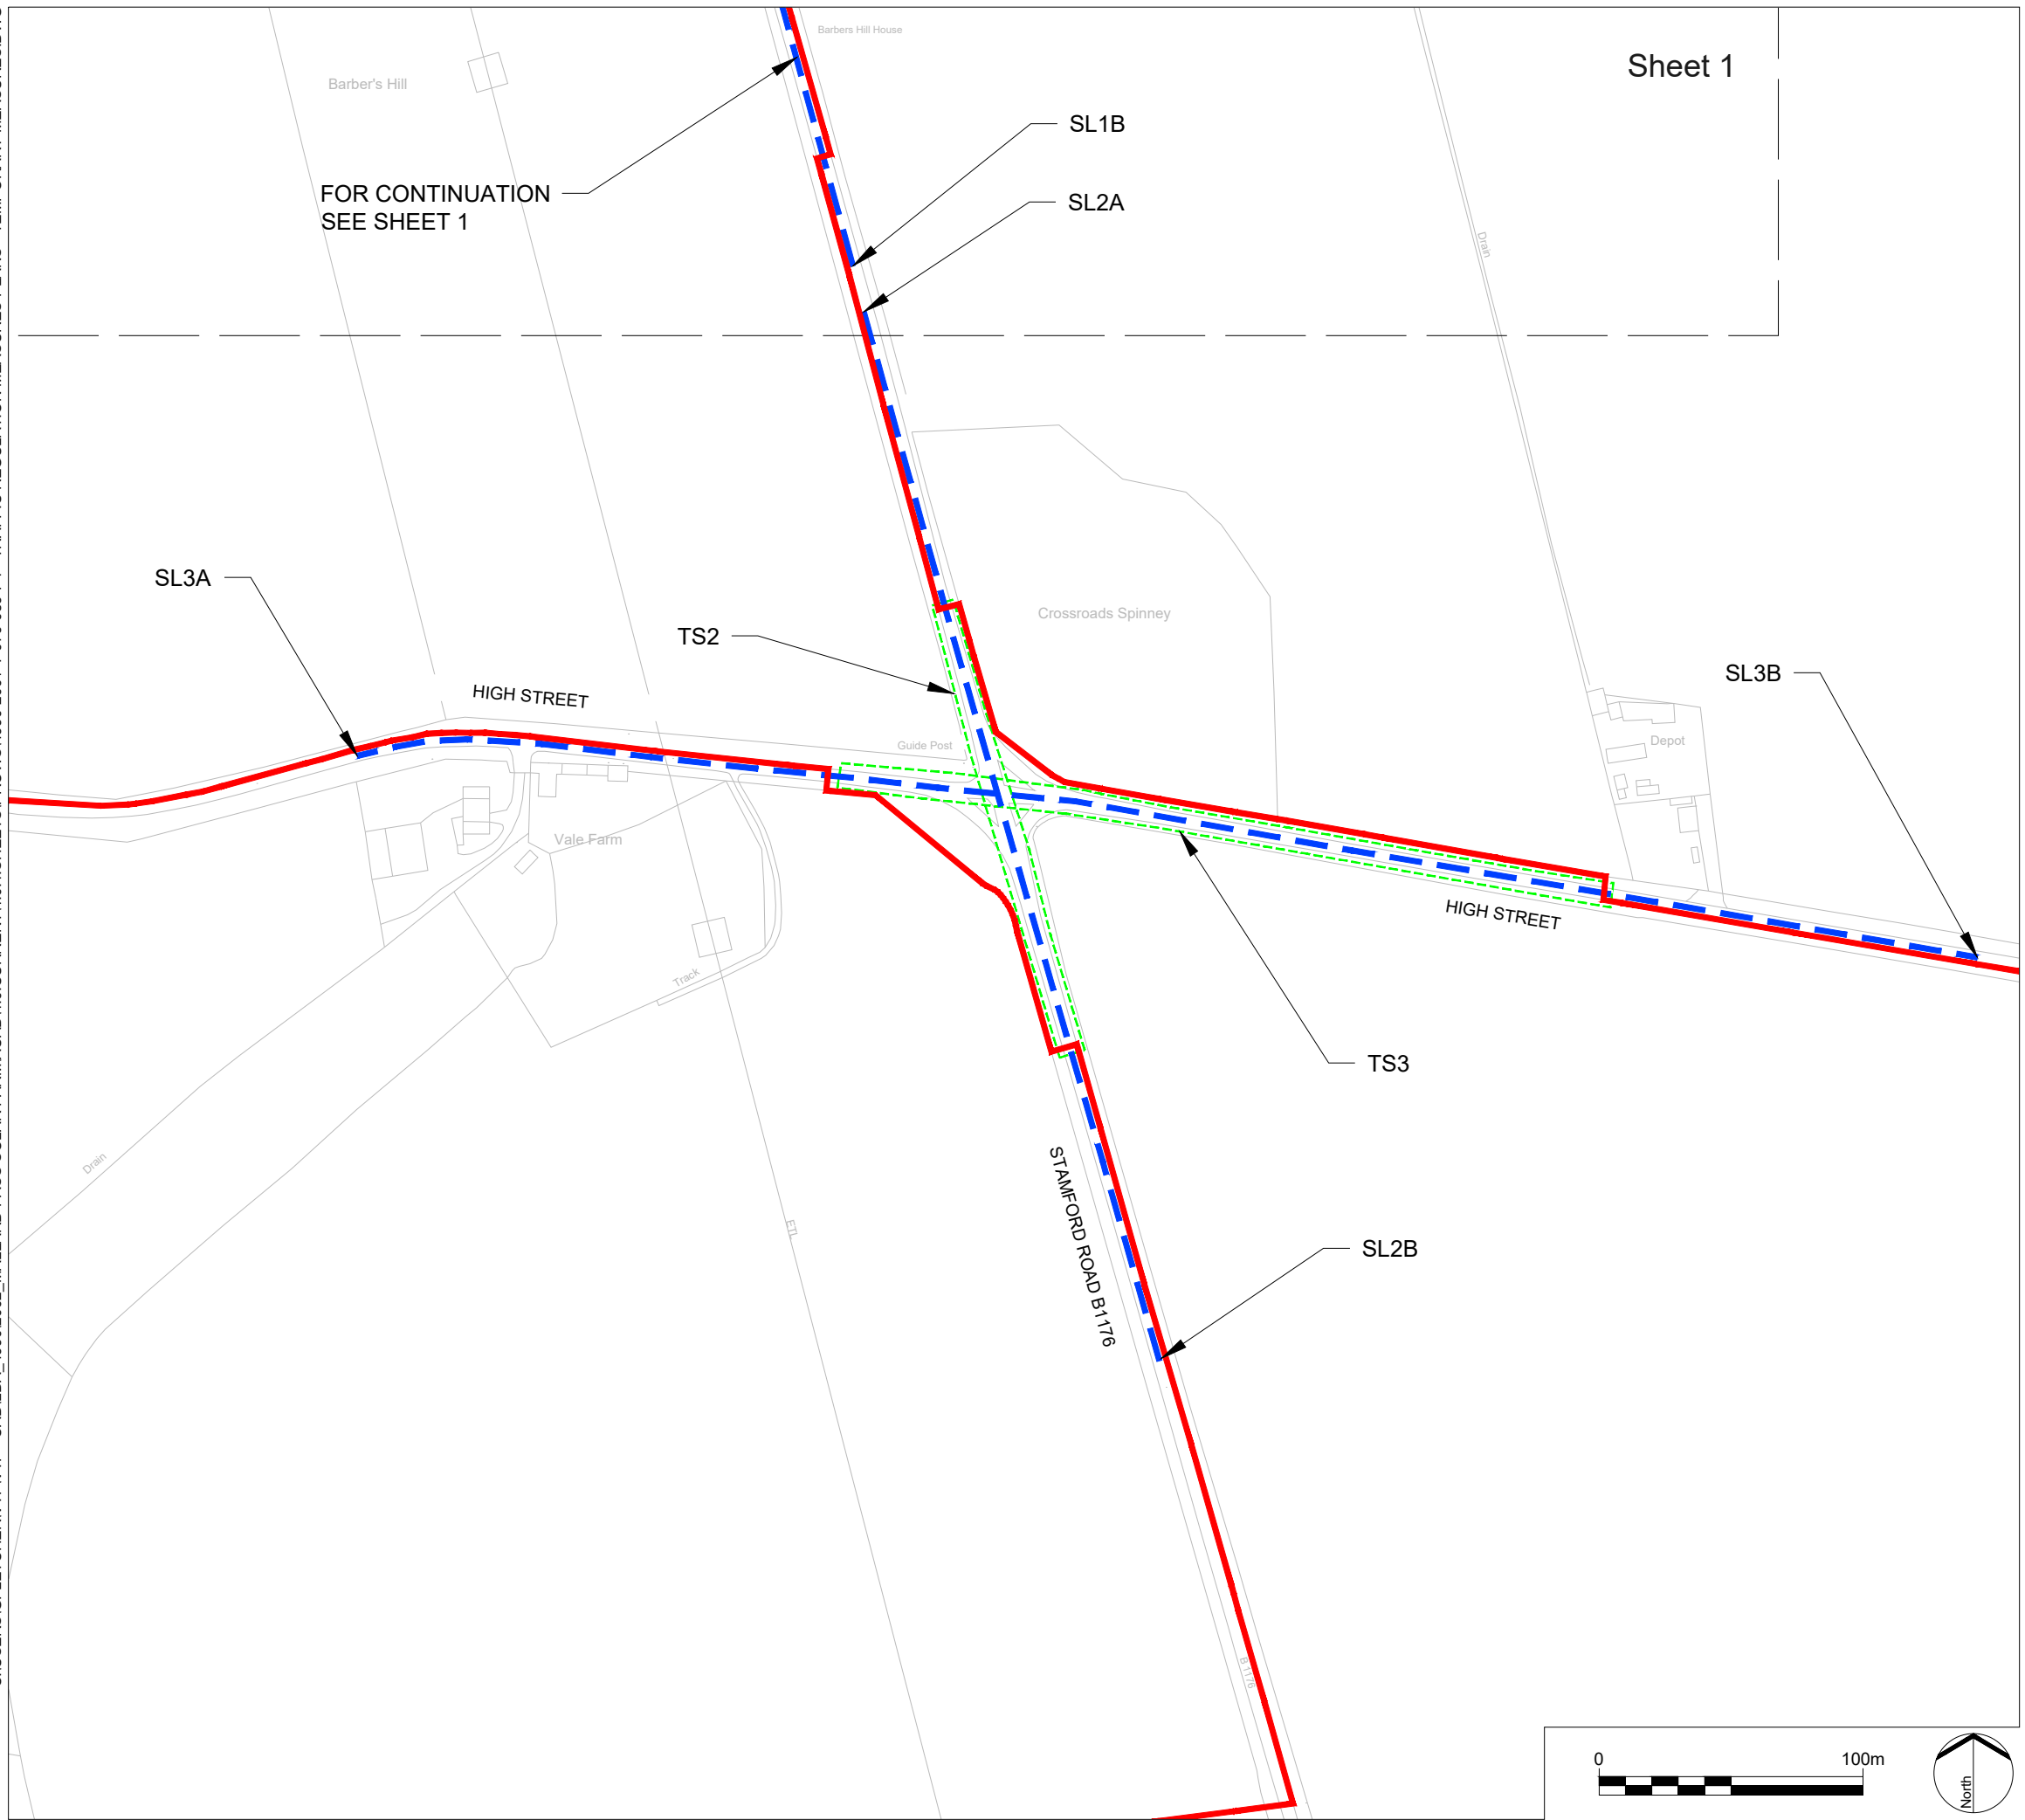 Barbers Hill House
Sheet 1
Barber's Hill
SL1B
FOR CONTINUATION
SEE SHEET 1
SL2A
Drain
SL3A
Crossroads Spinney
TS2
SL3B
HIGH STREET
Guide Post
Depot
Vale Farm
HIGH STREET
Track
TS3
Drain
STAMFORD ROAD B1176
ETL
SL2B
B 1176
0
100m
North